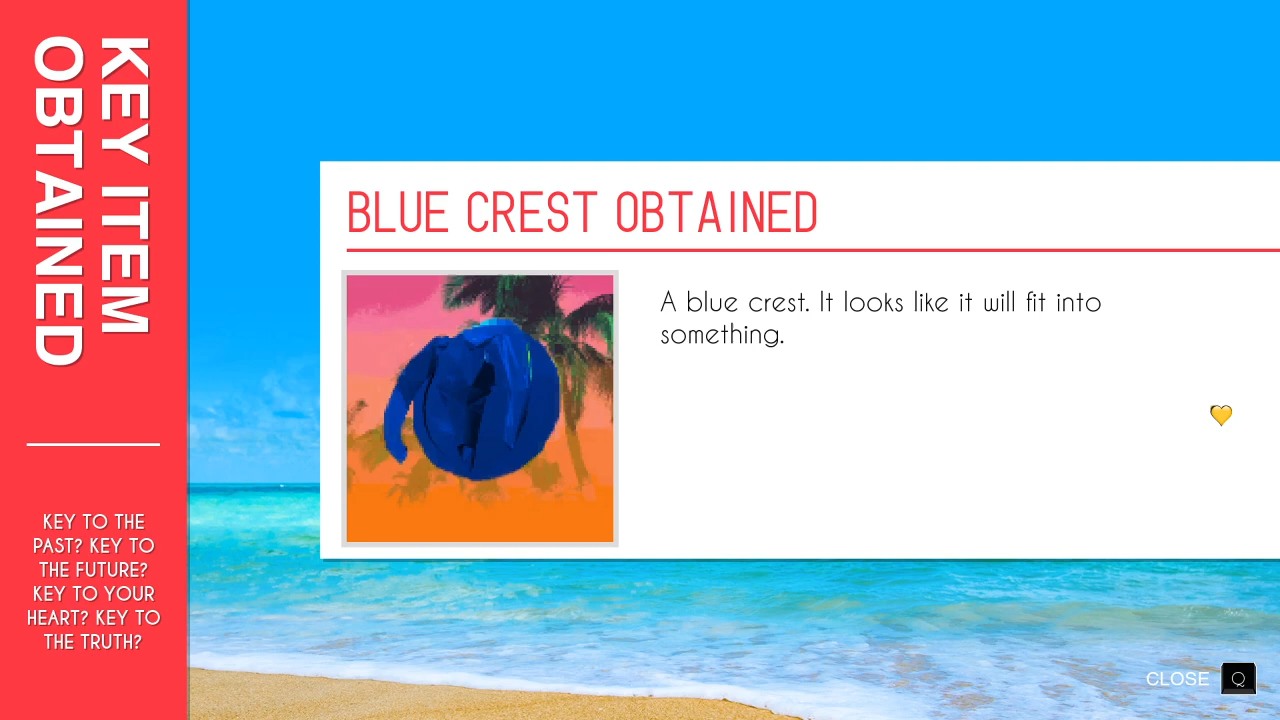 KEY ITEM
OBTAINED
KEY TO THE
PAST? KEY TO
THE FUTURE?
KEY TO YOUR
HEART? KEY TO
THE TRUTH?
BLUE CREST OBTAINED
A blue crest. It looks like it will fit into
something.
CLOSE Q